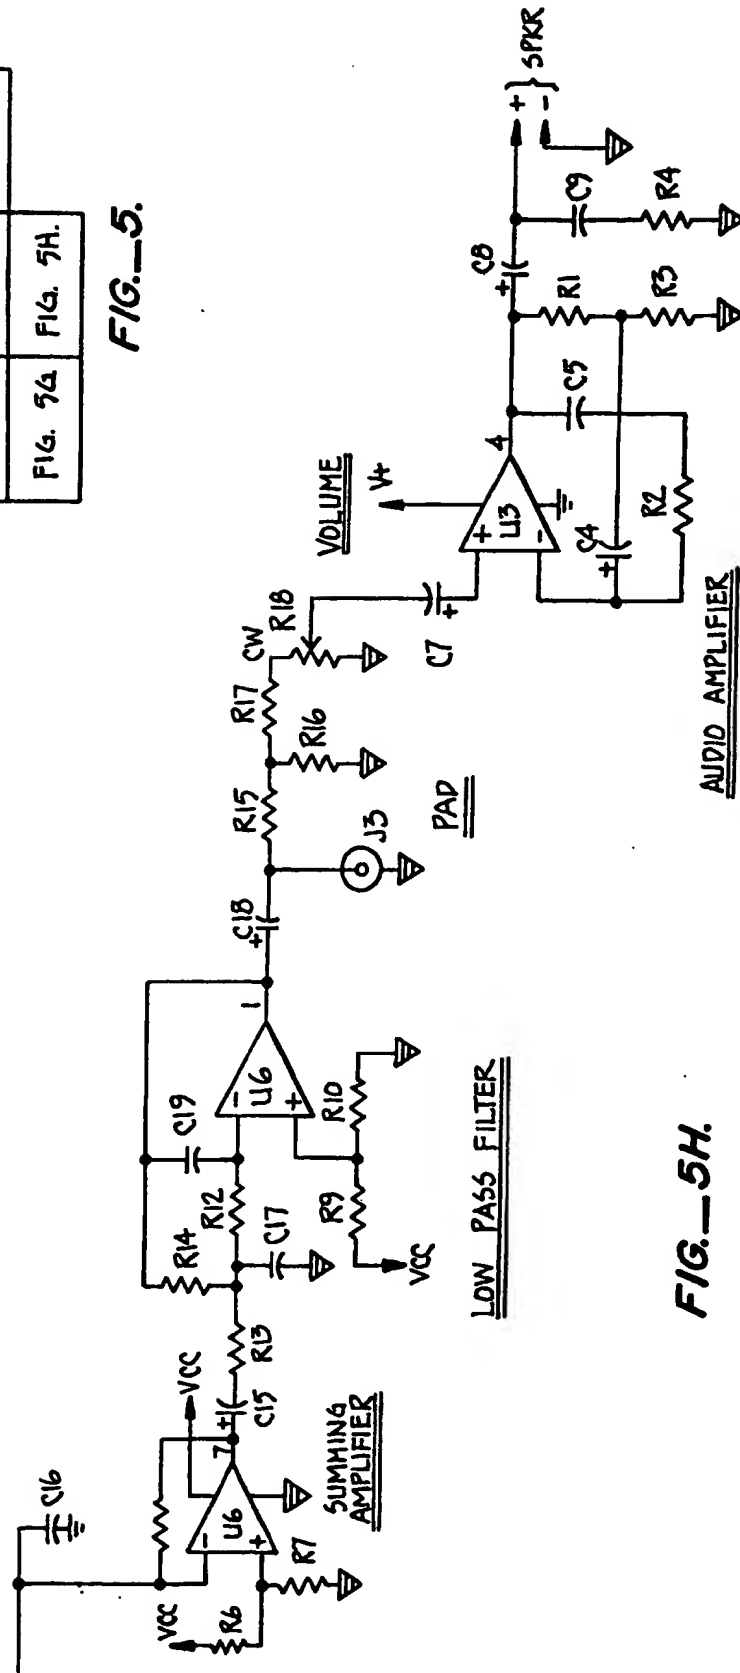 FIG. 5G
FIG. 5H.
FIG._5.
C16
VCC
R6
R7
U6
-
+
7
VCC
SUMMING
AMPLIFIER
+
C15
R13
R14
R12
C19
C17
U6
-
+
1
R9
VCC
R10
LOW PASS FILTER
+
C18
J3
R15
R16
R17
PAD
CW
R18
VOLUME
C7
+
V+
U3
+
-
4
C4
+
R2
C5
R1
R3
C8
+
C9
R4
+
-
SPKR
AUDIO AMPLIFIER
FIG._5H.